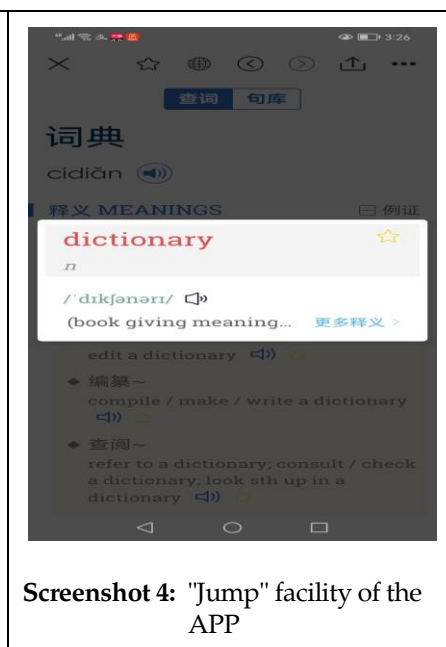 3:26
查词 句库
词典
cídiǎn
释义 MEANINGS 例证
dictionary
n
/ˈdɪkʃənərɪ/
(book giving meaning... 更多释义 >
edit a dictionary
◆ 编纂~
compile / make / write a dictionary
◆ 查阅~
refer to a dictionary; consult / check
a dictionary; look sth up in a
dictionary
Screenshot 4: "Jump" facility of the
APP